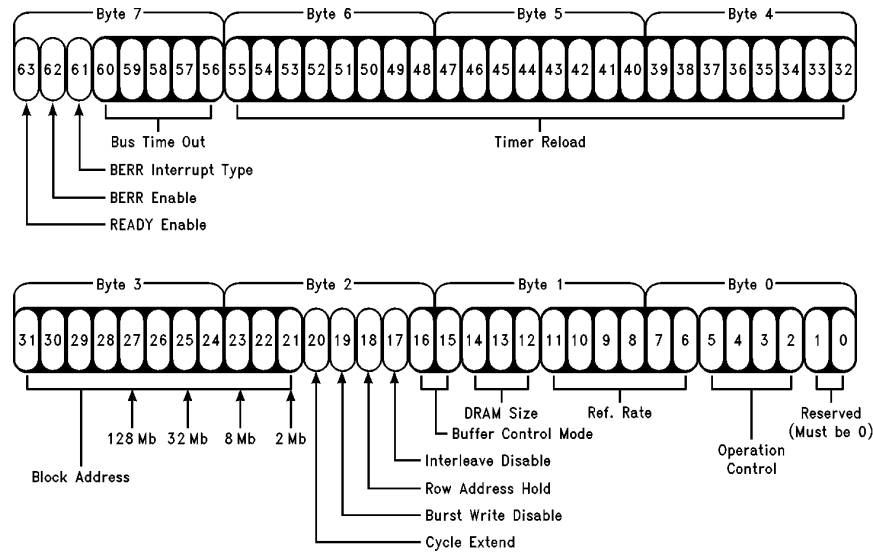 Byte 7 Byte 6 Byte 5 Byte 4
63 62 61 60 59 58 57 56 55 54 53 52 51 50 49 48 47 46 45 44 43 42 41 40 39 38 37 36 35 34 33 32
Bus Time Out Timer Reload
BERR Interrupt Type
BERR Enable
READY Enable
Byte 3 Byte 2 Byte 1 Byte 0
31 30 29 28 27 26 25 24 23 22 21 20 19 18 17 16 15 14 13 12 11 10 9 8 7 6 5 4 3 2 1 0
DRAM Size Ref. Rate Reserved
128 Mb 32 Mb 8 Mb 2 Mb Buffer Control Mode (Must be 0)
Operation
Control
Interleave Disable
Block Address
Row Address Hold
Burst Write Disable
Cycle Extend